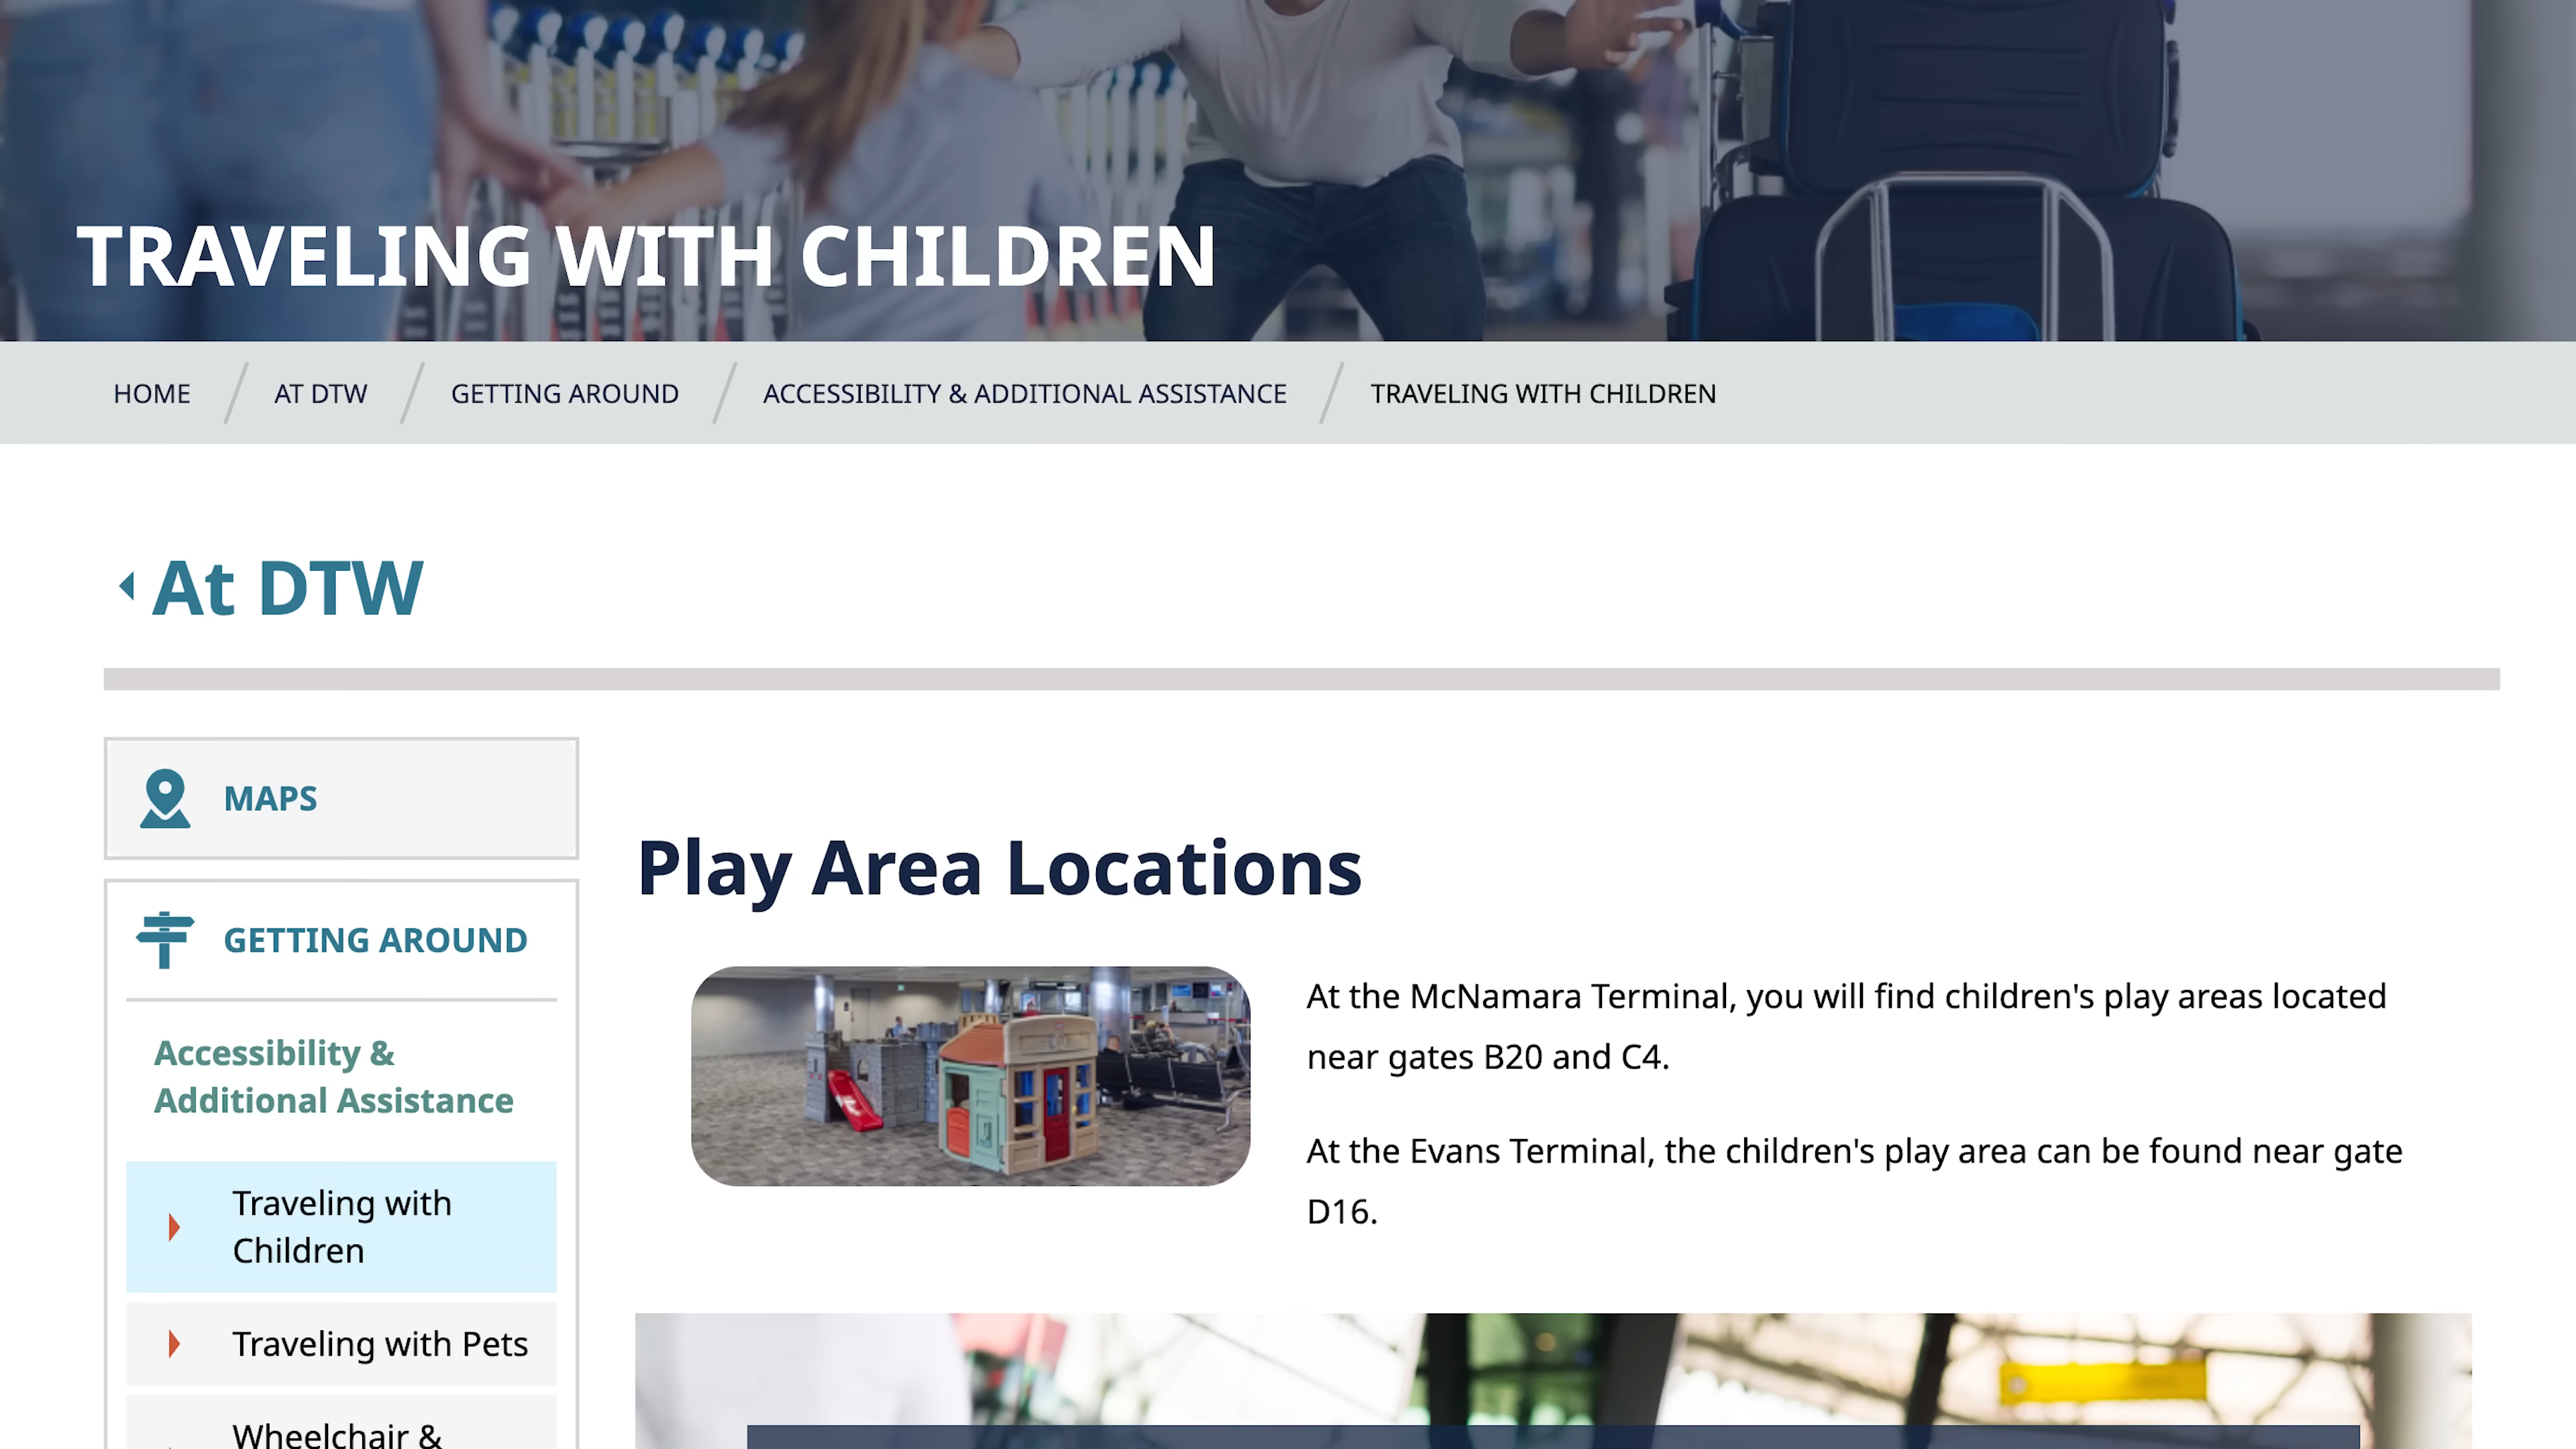 TRAVELING WITH CHILDREN
HOME
AT DTW
GETTING AROUND
ACCESSIBILITY & ADDITIONAL ASSISTANCE
TRAVELING WITH CHILDREN
At DTW
MAPS
GETTING AROUND
Accessibility &
Additional Assistance
Traveling with
Children
Traveling with Pets
Wheelchair &
Play Area Locations
At the McNamara Terminal, you will find children's play areas located
near gates B20 and C4.
At the Evans Terminal, the children's play area can be found near gate
D16.